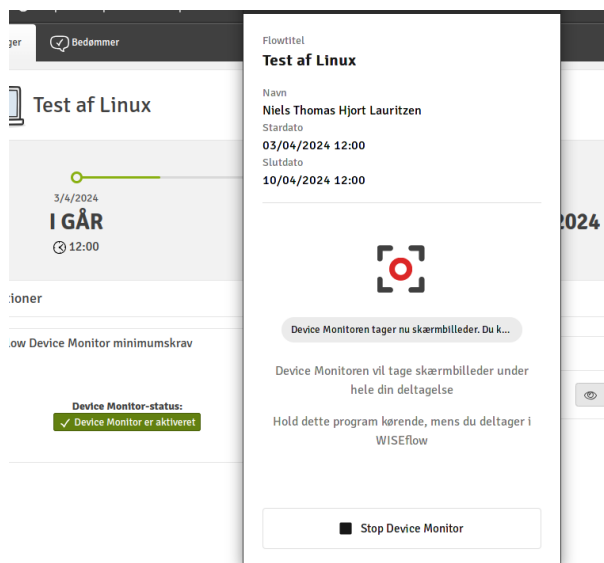 ger
Bedømmer
Test af Linux
3/4/2024
I GÅR
12:00
2024
tioner
low Device Monitor minimumskrav
Device Monitor-status:
Device Monitor er aktiveret
Flowtitel
Test af Linux
Navn
Niels Thomas Hjort Lauritzen
Stardato
03/04/2024 12:00
Slutdato
10/04/2024 12:00
Device Monitoren tager nu skærmbilleder. Du k...
Device Monitoren vil tage skærmbilleder under
hele din deltagelse
Hold dette program kørende, mens du deltager i
WISEflow
Stop Device Monitor